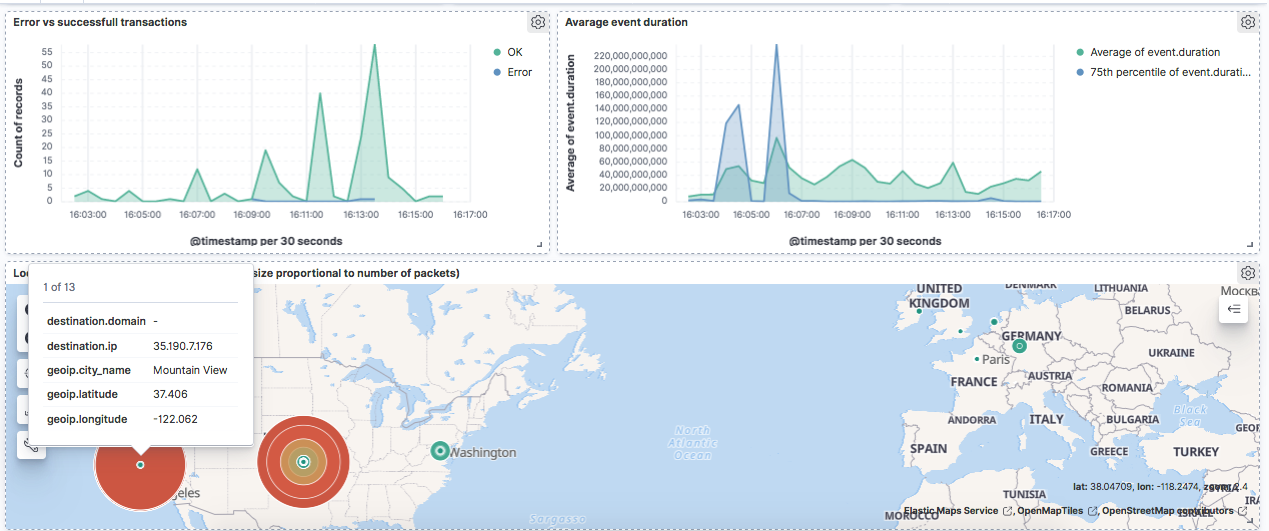 Error vs successfull transactions
55
50
45
40
35
30
25
20
15
10
5
0
Count of records
16:03:00 16:05:00 16:07:00 16:09:00 16:11:00 16:13:00 16:15:00 16:17:00
@timestamp per 30 seconds
OK
Error
Avarage event duration
220,000,000,000
200,000,000,000
180,000,000,000
160,000,000,000
140,000,000,000
120,000,000,000
100,000,000,000
80,000,000,000
60,000,000,000
40,000,000,000
20,000,000,000
0
Average of event.duration
16:03:00 16:05:00 16:07:00 16:09:00 16:11:00 16:13:00 16:15:00 16:17:00
@timestamp per 30 seconds
Average of event.duration
75th percentile of event.durati...
size proportional to number of packets)
1 of 13
destination.domain -
destination.ip 35.190.7.176
geoip.city_name Mountain View
geoip.latitude 37.406
geoip.longitude -122.062
Washington
North
Atlantic
Ocean
Sargasso
UNITED
KINGDOM
DENMARK
LITHUANIA
BELARUS
GERMANY
Paris
UKRAINE
FRANCE
AUSTRIA
ROMANIA
ANDORRA
ITALY
BULGARIA
Black
Sea
SPAIN
GREECE
TURKEY
TUNISIA
SYRIA
MOROCCO
ISRAEL
lat: 38.04709, lon: -118.2474, zoom: 2.4
Elastic Maps Service , OpenMapTiles , OpenStreetMap contributors